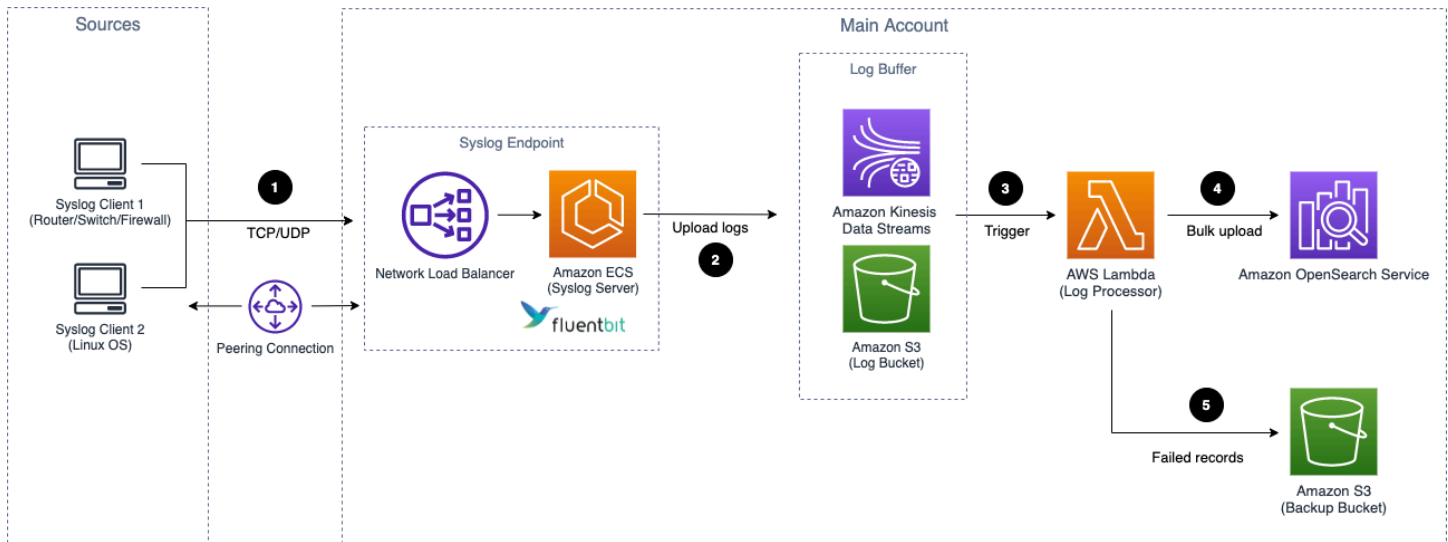 Sources
Main Account
Log Buffer
Syslog Endpoint
Syslog Client 1
(Router/Switch/Firewall)
1
TCP/UDP
Syslog Client 2
(Linux OS)
Peering Connection
Network Load Balancer
Amazon ECS
(Syslog Server)
fluentbit
Upload logs
2
Amazon Kinesis
Data Streams
Amazon S3
(Log Bucket)
3
Trigger
AWS Lambda
(Log Processor)
4
Bulk upload
Amazon OpenSearch Service
5
Failed records
Amazon S3
(Backup Bucket)